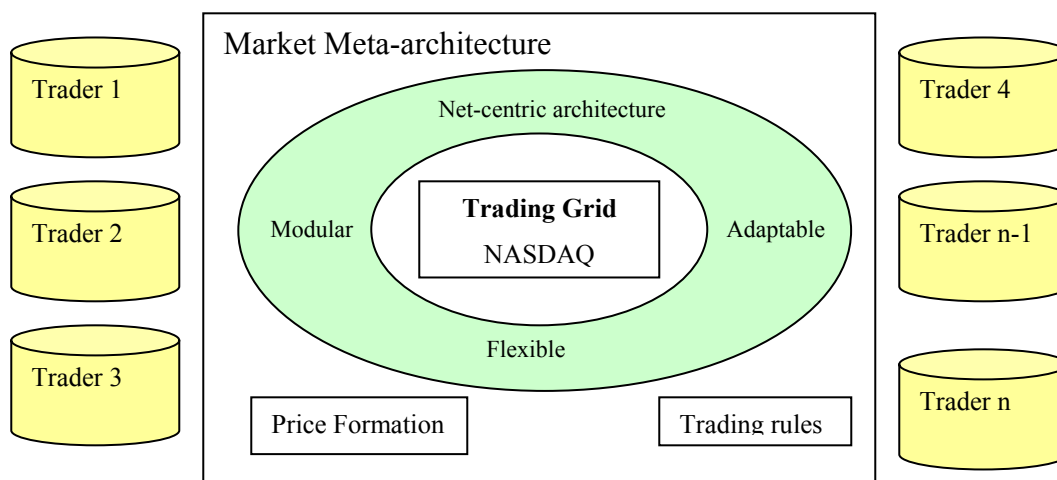 Market Meta-architecture
Trader 1
Trader 2
Trader 3
Net-centric architecture
Modular
Trading Grid
NASDAQ
Adaptable
Flexible
Price Formation
Trading rules
Trader 4
Trader n-1
Trader n